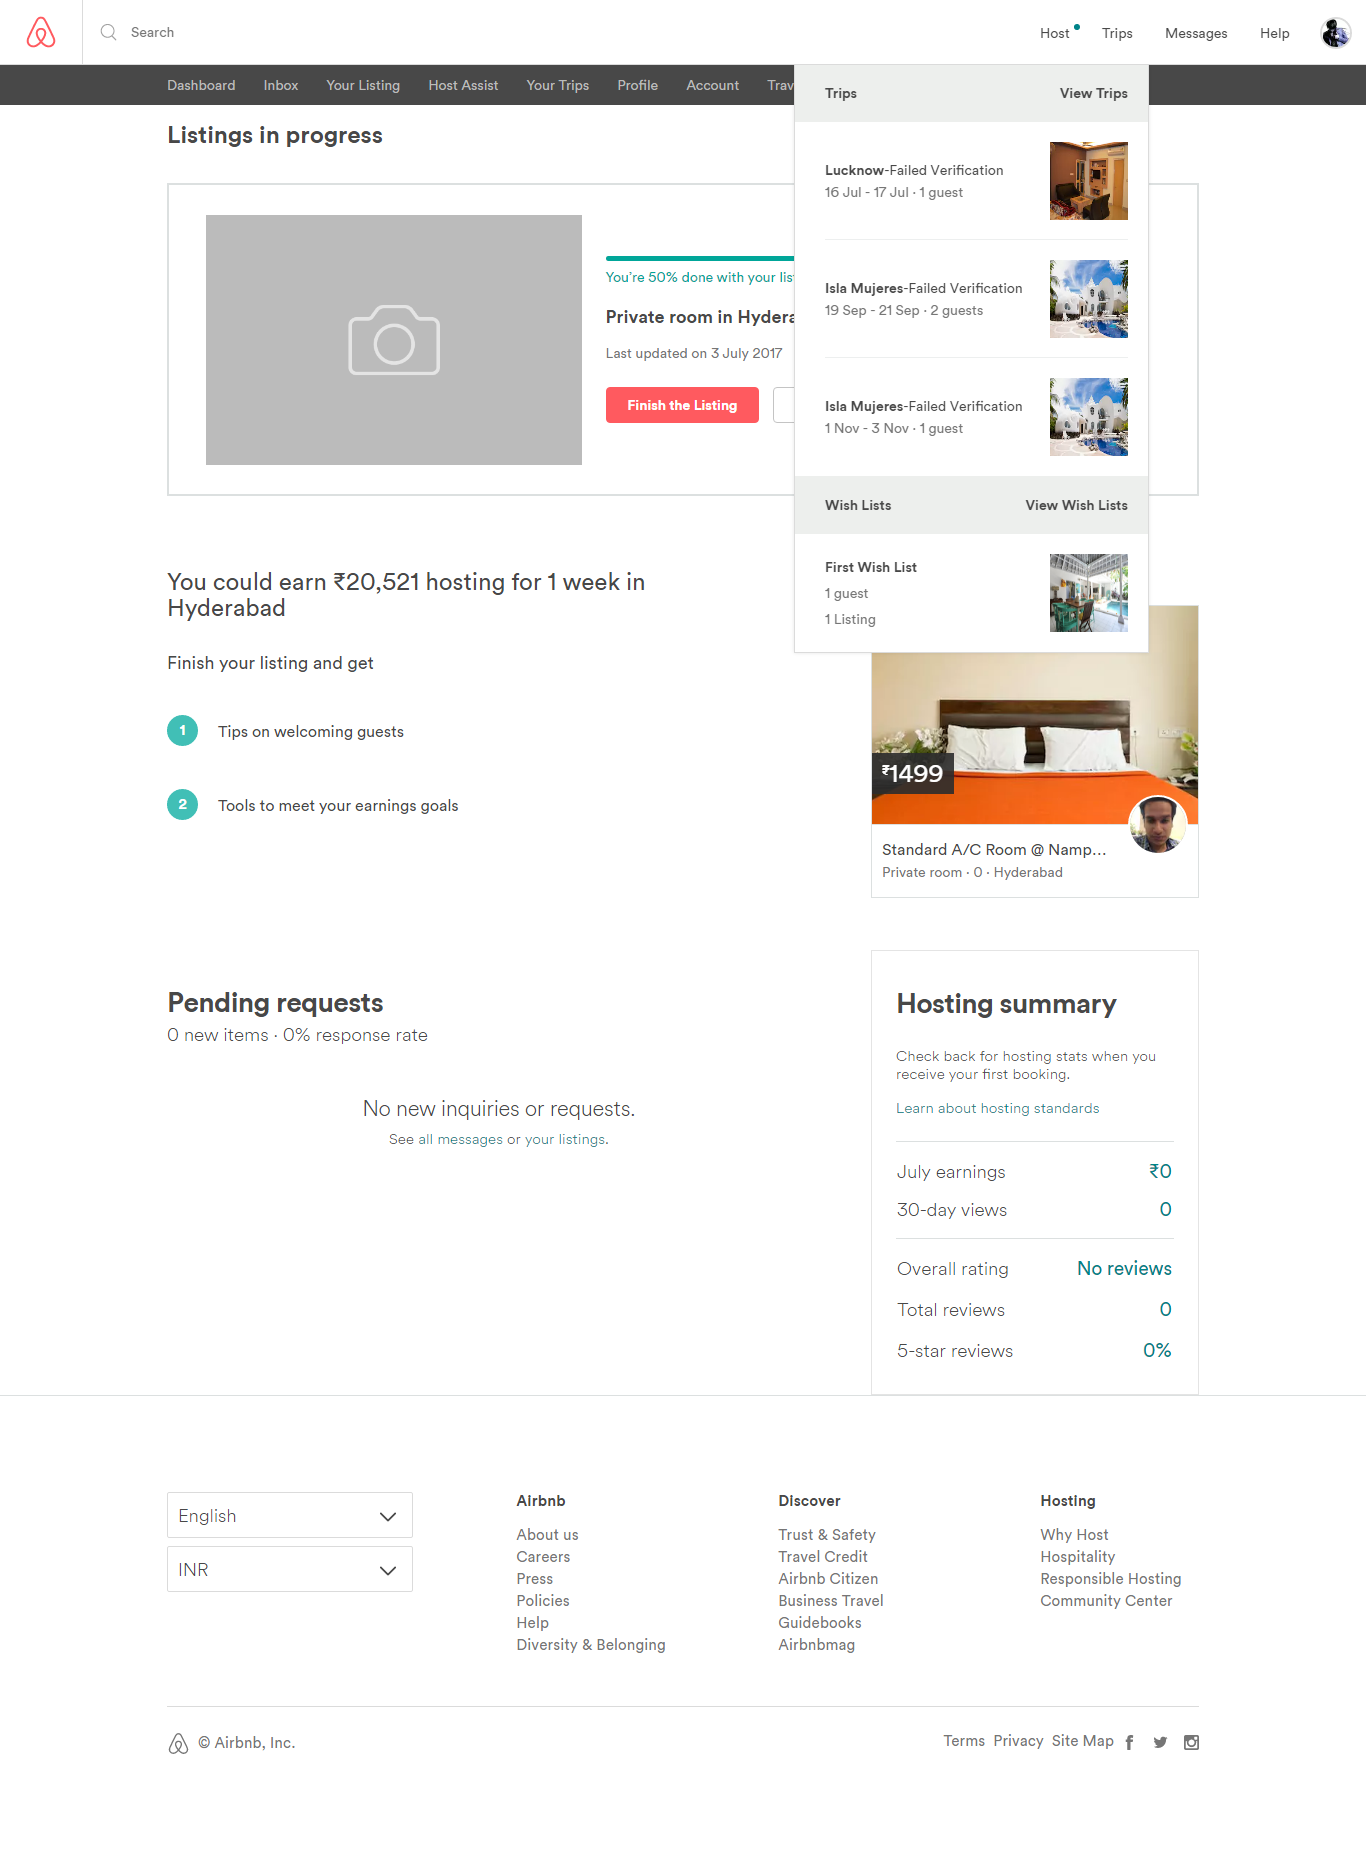 Search
Host Trips Messages Help
Dashboard Inbox Your Listing Host Assist Your Trips Profile Account
Trips View Trips
Lucknow-Failed Verification
16 Jul - 17 Jul · 1 guest
Isla Mujeres-Failed Verification
19 Sep - 21 Sep · 2 guests
Isla Mujeres-Failed Verification
1 Nov - 3 Nov · 1 guest
Wish Lists View Wish Lists
First Wish List
1 guest
1 Listing
Listings in progress
You're 50% done with your
Private room in
Last updated on 3 July 2017
Finish the Listing
You could earn ₹20,521 hosting for 1 week in
Hyderabad
Finish your listing and get
1 Tips on welcoming guests
2 Tools to meet your earnings goals
₹1499
Standard A/C Room @ Namp...
Private room · 0 · Hyderabad
Pending requests
0 new items · 0% response rate
No new inquiries or requests.
See all messages or your listings.
Hosting summary
Check back for hosting stats when you
receive your first booking.
Learn about hosting standards
July earnings ₹0
30-day views 0
Overall rating No reviews
Total reviews 0
5-star reviews 0%
English
INR
Airbnb
About us
Careers
Press
Policies
Help
Diversity & Belonging
Discover
Trust & Safety
Travel Credit
Airbnb Citizen
Business Travel
Guidebooks
Airbnbmag
Hosting
Why Host
Hospitality
Responsible Hosting
Community Center
© Airbnb, Inc.
Terms Privacy Site Map